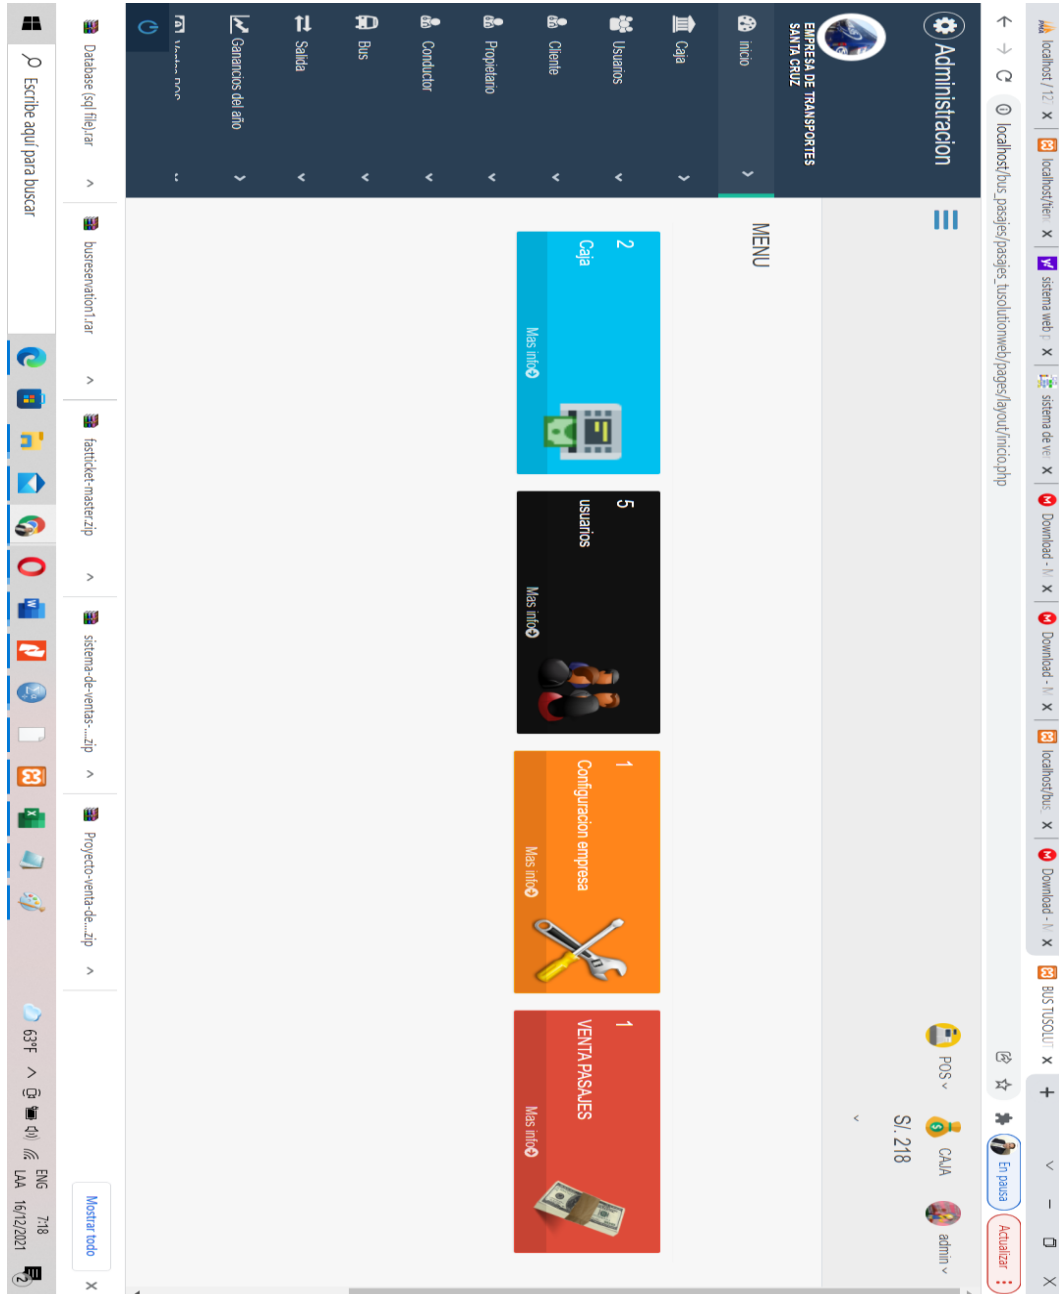 localhost / 12
localhost/tien
sistema web p
sistema de ve
Download - M
Download - M
localhost/bus_
Download - M
BUS TUSOLUT
localhost/bus_pasajes/pasajes_tusolutionweb/pages/layout/inicio.php
En pausa
Actualizar
Administracion
POS
CAJA
admin
S/. 218
EMPRESA DE TRANSPORTES
SANTA CRUZ
inicio
Caja
Usuarios
Cliente
Propietario
Conductor
Bus
Salida
Ganancios del año
MENU
2
Caja
Mas info
5
usuarios
Mas info
1
Configuracion empresa
Mas info
1
VENTA PASAJES
Mas info
Database (sql file).rar
busreservation1.rar
fastticket-master.zip
sistema-de-ventas-....zip
Proyecto-venta-de-....zip
Mostrar todo
Escribe aquí para buscar
63°F
ENG
LAA
7:18
16/12/2021
2